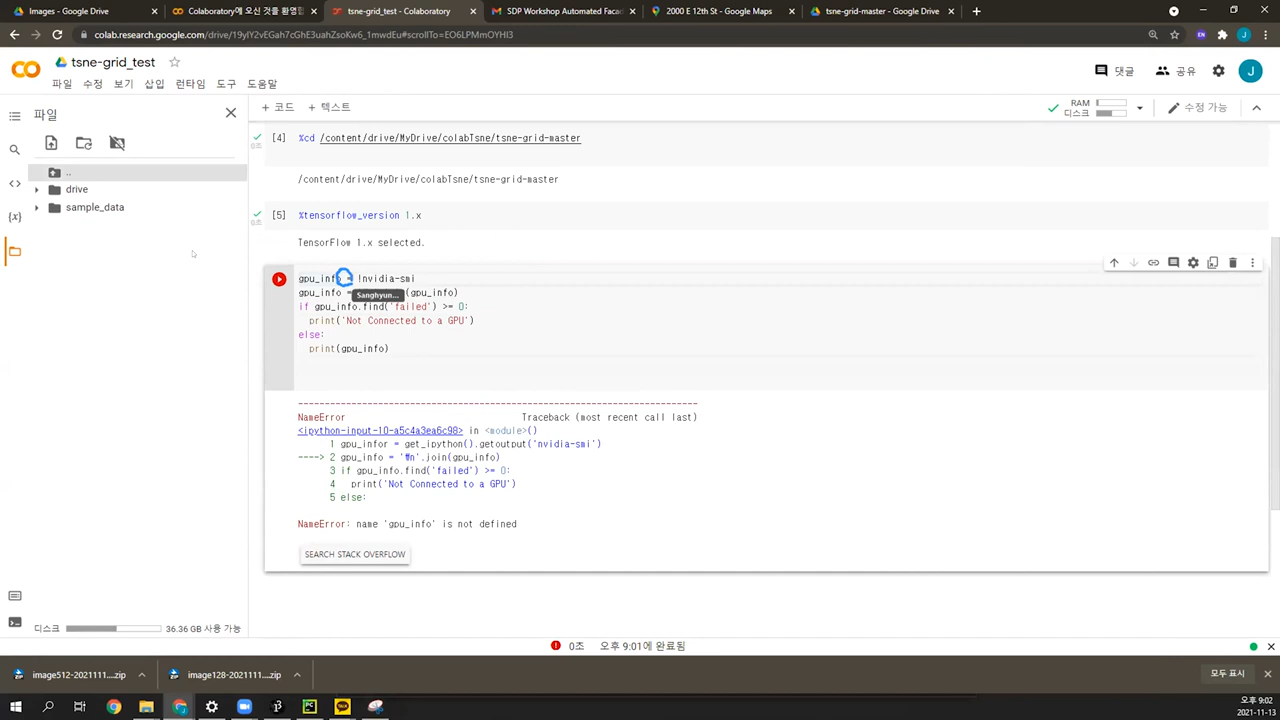 Images - Google Drive
Colaboratory에 오신 것을 환영합
tsne-grid_test - Colaboratory
SDP Workshop Automated Facad
2000 E 12th St - Google Maps
tsne-grid-master - Google Drive
colab.research.google.com/drive/19yIY2vEGah7cGhE3uahZsoKw6_1mwdEu#scrollTo=EO6LPMmOYHI3
EN
J
tsne-grid_test
댓글
공유
J
파일 수정 보기 삽입 런타임 도구 도움말
파일
+ 코드 + 텍스트
RAM
디스크
수정 가능
..
drive
sample_data
{x}
[4] %cd /content/drive/MyDrive/colabTsne/tsne-grid-master
0초
/content/drive/MyDrive/colabTsne/tsne-grid-master
[5] %tensorflow_version 1.x
0초
TensorFlow 1.x selected.
gpu_info = !nvidia-smi
Sanghyun...
gpu_info = (gpu_info)
if gpu_info.find('failed') >= 0:
print('Not Connected to a GPU')
else:
print(gpu_info)
---------------------------------------------------------------------------
NameError Traceback (most recent call last)
<ipython-input-10-a5c4a3ea6c98> in <module>()
1 gpu_infor = get_ipython().getoutput('nvidia-smi')
----> 2 gpu_info = '₩n'.join(gpu_info)
3 if gpu_info.find('failed') >= 0:
4 print('Not Connected to a GPU')
5 else:
NameError: name 'gpu_info' is not defined
SEARCH STACK OVERFLOW
디스크 36.36 GB 사용 가능
0초 오후 9:01에 완료됨
image512-2021111....zip
image128-2021111....zip
모두 표시
오후 9:02
2021-11-13